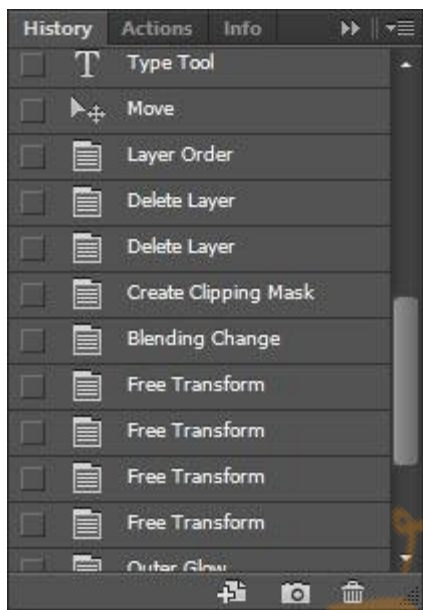 History Actions Info
Type Tool
Move
Layer Order
Delete Layer
Delete Layer
Create Clipping Mask
Blending Change
Free Transform
Free Transform
Free Transform
Free Transform
Outer Glow